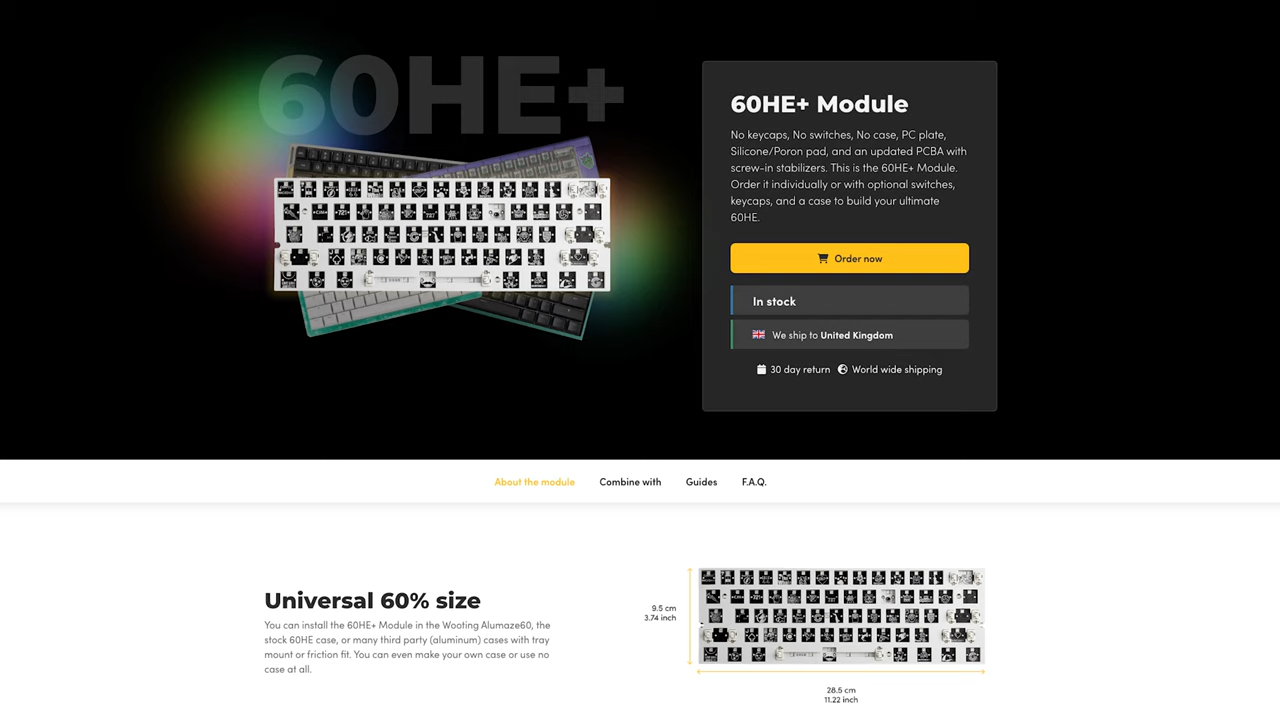 60HE+
60HE+ Module
No keycaps, No switches, No case, PC plate,
Silicone/Poron pad, and an updated PCBA with
screw-in stabilizers. This is the 60HE+ Module.
Order it individually or with optional switches,
keycaps, and a case to build your ultimate
60HE.
Order now
In stock
We ship to United Kingdom
30 day return World wide shipping
About the module Combine with Guides F.A.Q.
Universal 60% size
You can install the 60HE+ Module in the Wooting Alumaze60, the
stock 60HE case, or many third party (aluminum) cases with tray
mount or friction fit. You can even make your own case or use no
case at all.
9.5 cm
3.74 inch
28.5 cm
11.22 inch